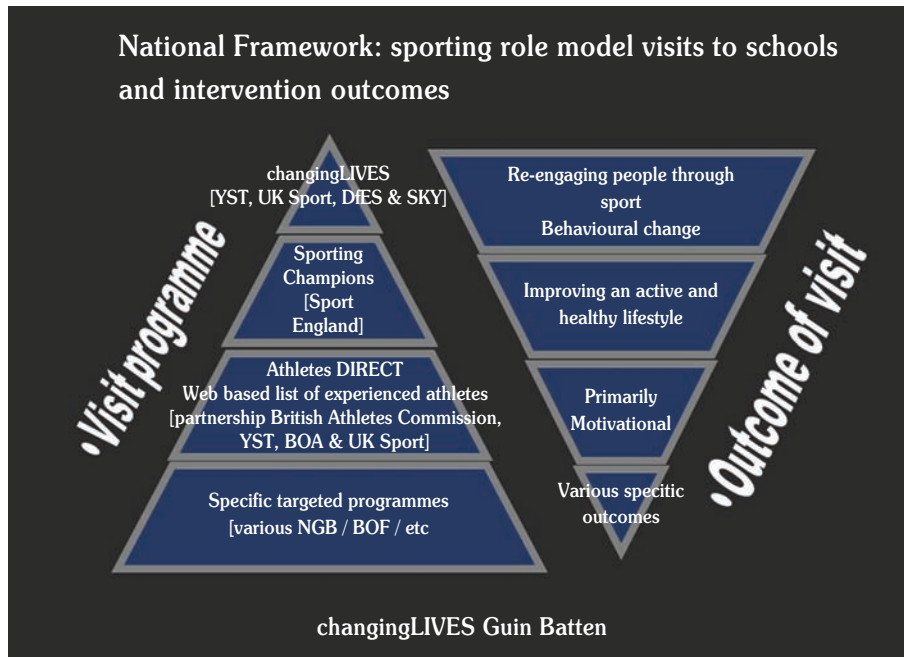 National Framework: sporting role model visits to schools
and intervention outcomes
•Visit programme
changingLIVES
[YST, UK Sport, DfES & SKY]
Sporting
Champions
[Sport
England]
Athletes DIRECT
Web based list of experienced athletes
[partnership British Athletes Commission,
YST, BOA & UK Sport]
Specific targeted programmes
[various NGB / BOF / etc
Re-engaging people through
sport
Behavioural change
Improving an active and
healthy lifestyle
Primarily
Motivational
Various specitic
outcomes
•Outcome of visit
changingLIVES Guin Batten